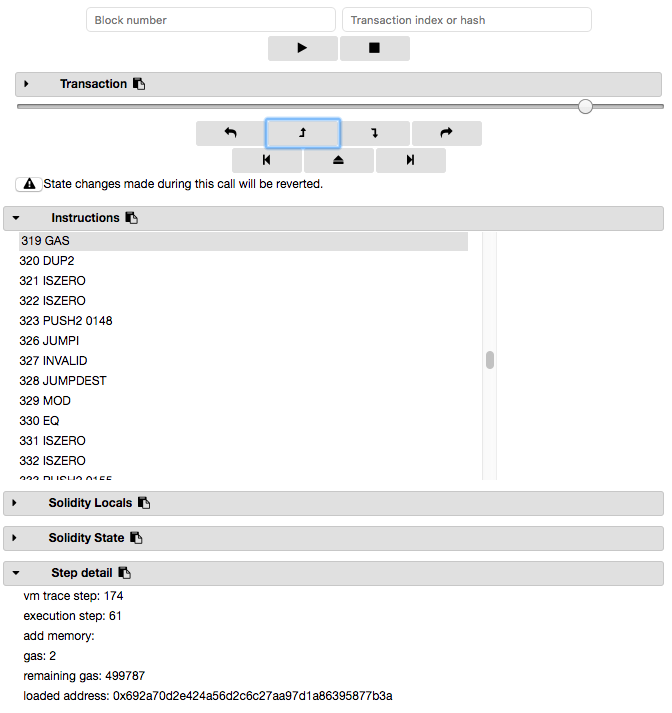 Block number
Transaction index or hash
Transaction
State changes made during this call will be reverted.
Instructions
319 GAS
320 DUP2
321 ISZERO
322 ISZERO
323 PUSH2 0148
326 JUMPI
327 INVALID
328 JUMPDEST
329 MOD
330 EQ
331 ISZERO
332 ISZERO
333 PUSH2 0155
Solidity Locals
Solidity State
Step detail
vm trace step: 174
execution step: 61
add memory:
gas: 2
remaining gas: 499787
loaded address: 0x692a70d2e424a56d2c6c27aa97d1a86395877b3a